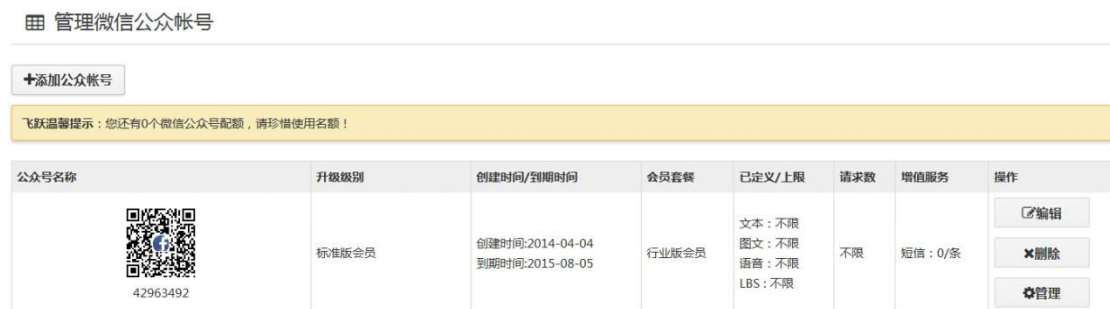 管理微信公众帐号
添加公众帐号
飞跃温馨提示：您还有0个微信公众号配额，请珍惜使用名额！
公众号名称 升级级别 创建时间/到期时间 会员套餐 已定义/上限 请求数 增值服务 操作
42963492
标准版会员
创建时间:2014-04-04
到期时间:2015-08-05
行业版会员
文本：不限
图文：不限
语音：不限
LBS：不限
不限
短信：0/条
编辑
删除
管理